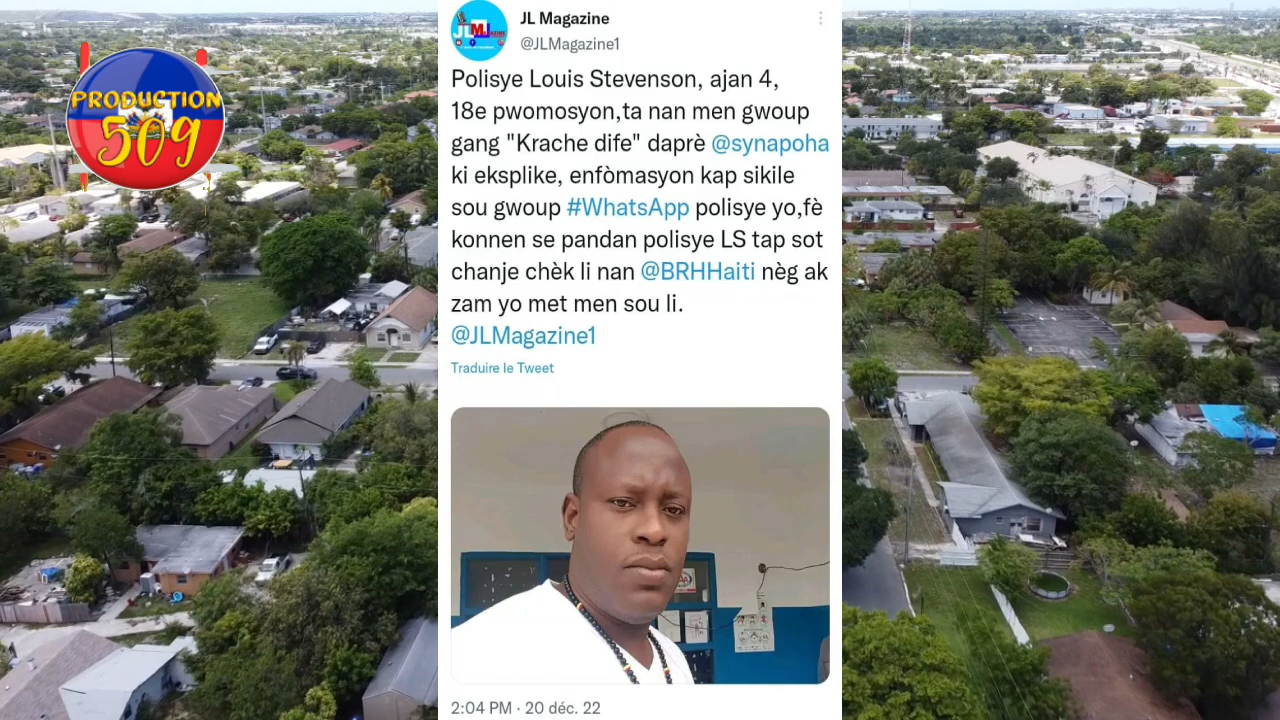 PRODUCTION
509
JL Magazine
@JLMagazine1
Polisye Louis Stevenson, ajan 4,
18e pwomosyon,ta nan men gwoup
gang "Krache dife" daprè @synapoha
ki eksplike, enfòmasyon kap sikile
sou gwoup #WhatsApp polisye yo,fè
konnen se pandan polisye LS tap sot
chanje chèk li nan @BRHHaiti nèg ak
zam yo met men sou li.
@JLMagazine1
Traduire le Tweet
2:04 PM · 20 déc. 22